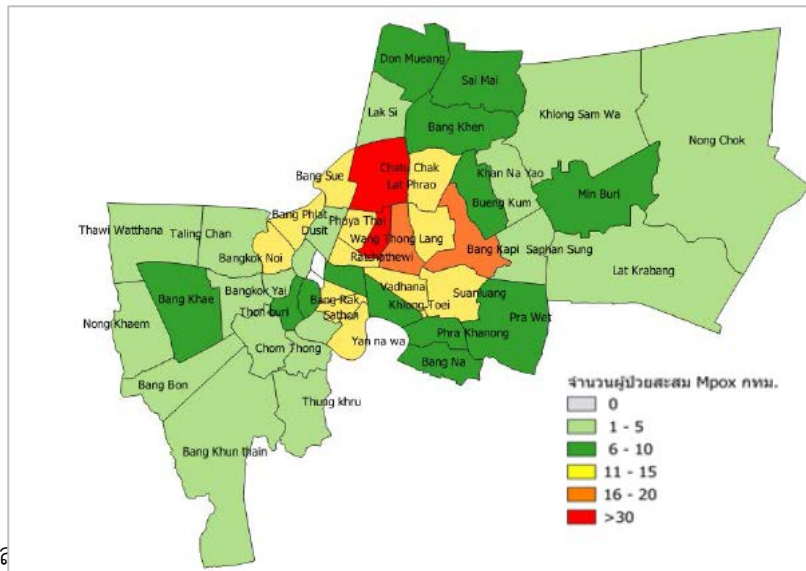 Don Mueang
Sai Mai
Lak Si
Bang Khen
Khlong Sam Wa
Nong Chok
Chatu Chak
Bang Sue
Lat Phrao
Khan Na Yao
Bueng Kum
Min Buri
Bang Phlat
Phaya Thai
Dusit
Thawi Watthana
Taling Chan
Wang Thong Lang
Bang Kapi
Saphan Sung
Bangkok Noi
Ratchathewi
Lat Krabang
Bang Khae
Bangkok Yai
Vadhana
Suanluang
Bang Rak
Khlong Toei
Thon buri
Sathon
Pra Wet
Nong Khaem
Yan na wa
Phra Khanong
Chom Thong
Bang Na
Bang Bon
Thung khru
Bang Khun thain
จำนวนผู้ป่วยสะสม Mpox กทม.
0
1 - 5
6 - 10
11 - 15
16 - 20
>30